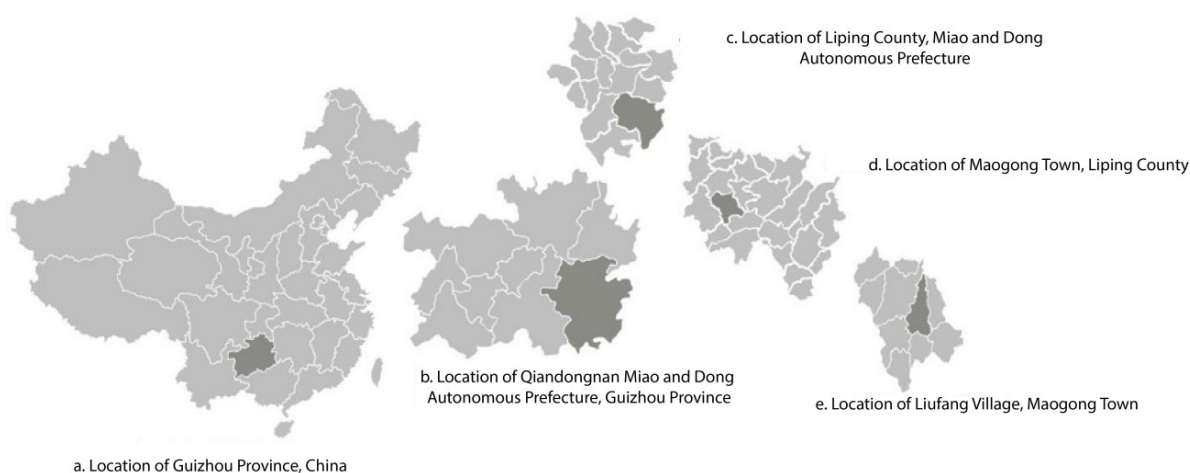 c. Location of Liping County, Miao and Dong
Autonomous Prefecture
d. Location of Maogong Town, Liping County
b. Location of Qiandongnan Miao and Dong
Autonomous Prefecture, Guizhou Province
e. Location of Liufang Village, Maogong Town
a. Location of Guizhou Province, China